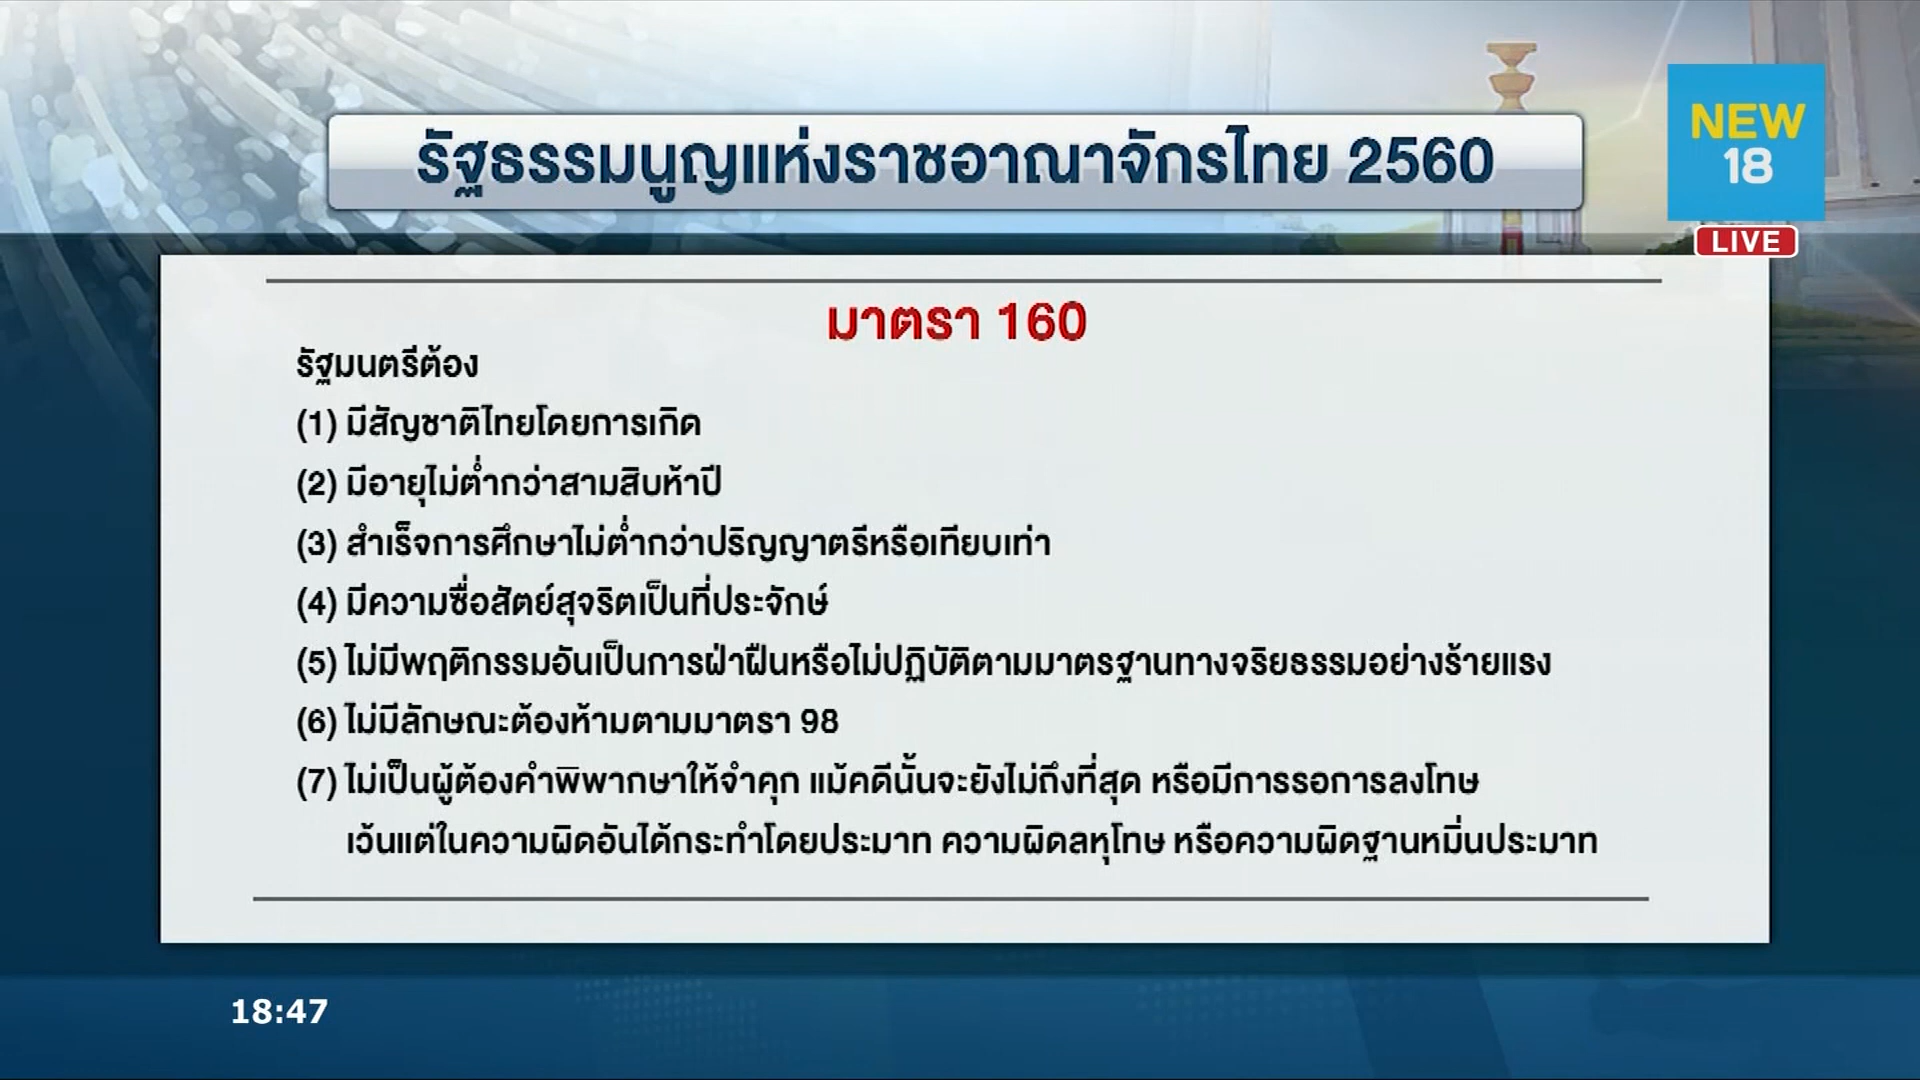 รัฐธรรมนูญแห่งราชอาณาจักรไทย 2560
NEW
18
LIVE
มาตรา 160
รัฐมนตรีต้อง
(1) มีสัญชาติไทยโดยการเกิด
(2) มีอายุไม่ต่ำกว่าสามสิบห้าปี
(3) สำเร็จการศึกษาไม่ต่ำกว่าปริญญาตรีหรือเทียบเท่า
(4) มีความซื่อสัตย์สุจริตเป็นที่ประจักษ์
(5) ไม่มีพฤติกรรมอันเป็นการฝ่าฝืนหรือไม่ปฏิบัติตามมาตรฐานทางจริยธรรมอย่างร้ายแรง
(6) ไม่มีลักษณะต้องห้ามตามมาตรา 98
(7) ไม่เป็นผู้ต้องคำพิพากษาให้จำคุก แม้คดีนั้นจะยังไม่ถึงที่สุด หรือมีการรอการลงโทษ
เว้นแต่ในความผิดอันได้กระทำโดยประมาท ความผิดลหุโทษ หรือความผิดฐานหมิ่นประมาท
18:47